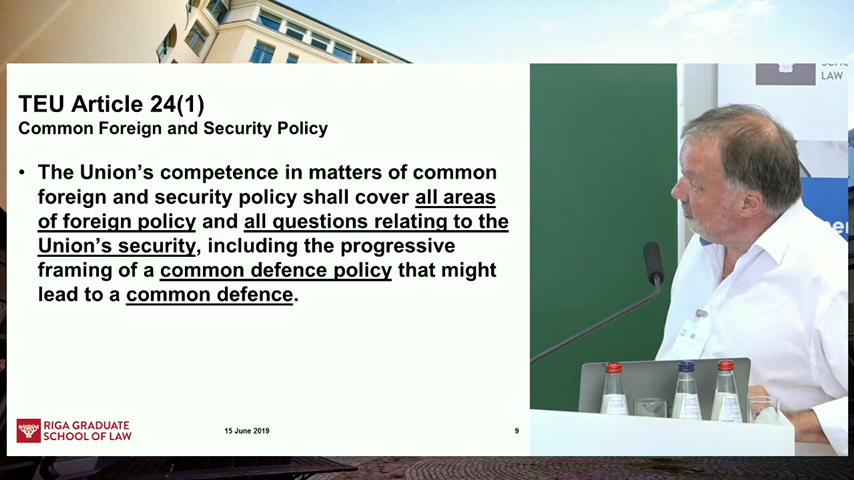 TEU Article 24(1)
Common Foreign and Security Policy
• The Union's competence in matters of common
foreign and security policy shall cover all areas
of foreign policy and all questions relating to the
Union's security, including the progressive
framing of a common defence policy that might
lead to a common defence.
RIGA GRADUATE
SCHOOL OF LAW
15 June 2019
9
LAW